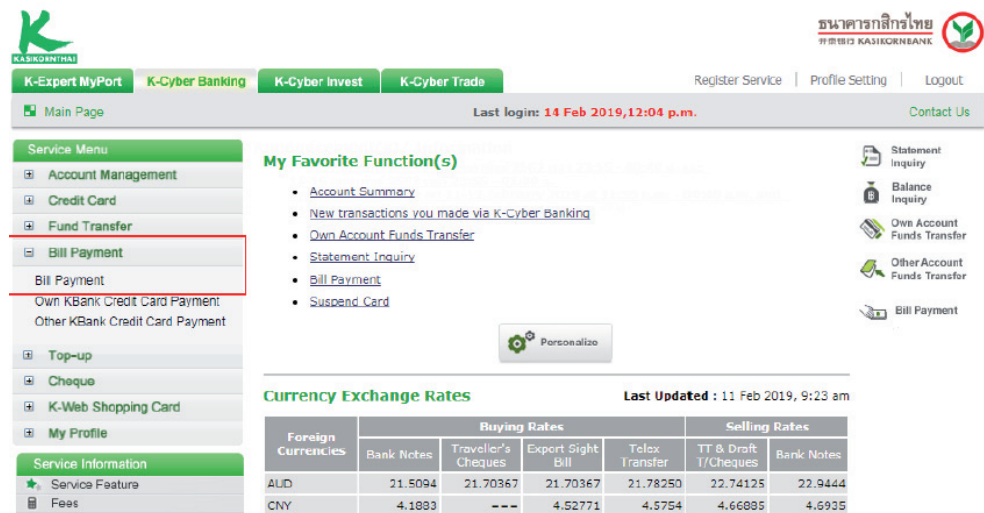 KASIKORNTHAI
ธนาคารกสิกรไทย
开泰银行 KASIKORNBANK
K-Expert MyPort K-Cyber Banking K-Cyber Invest K-Cyber Trade Register Service | Profile Setting | Logout
Main Page Last login: 14 Feb 2019,12:04 p.m. Contact Us
Service Menu
Account Management
Credit Card
Fund Transfer
Bill Payment
Bill Payment
Own KBank Credit Card Payment
Other KBank Credit Card Payment
Top-up
Cheque
K-Web Shopping Card
My Profile
Service Information
Service Feature
Fees
My Favorite Function(s)
Account Summary
New transactions you made via K-Cyber Banking
Own Account Funds Transfer
Statement Inquiry
Bill Payment
Suspend Card
Personalize
Statement
Inquiry
Balance
Inquiry
Own Account
Funds Transfer
Other Account
Funds Transfer
Bill Payment
Currency Exchange Rates Last Updated : 11 Feb 2019, 9:23 am
Foreign
Currencies
Buying Rates Selling Rates
Bank Notes Traveller's
Cheques Export Sight
Bill Telex
Transfer TT & Draft
T/Cheques Bank Notes
AUD 21.5094 21.70367 21.70367 21.78250 22.74125 22.9444
CNY 4.1883 --- 4.52771 4.5754 4.66885 4.6935